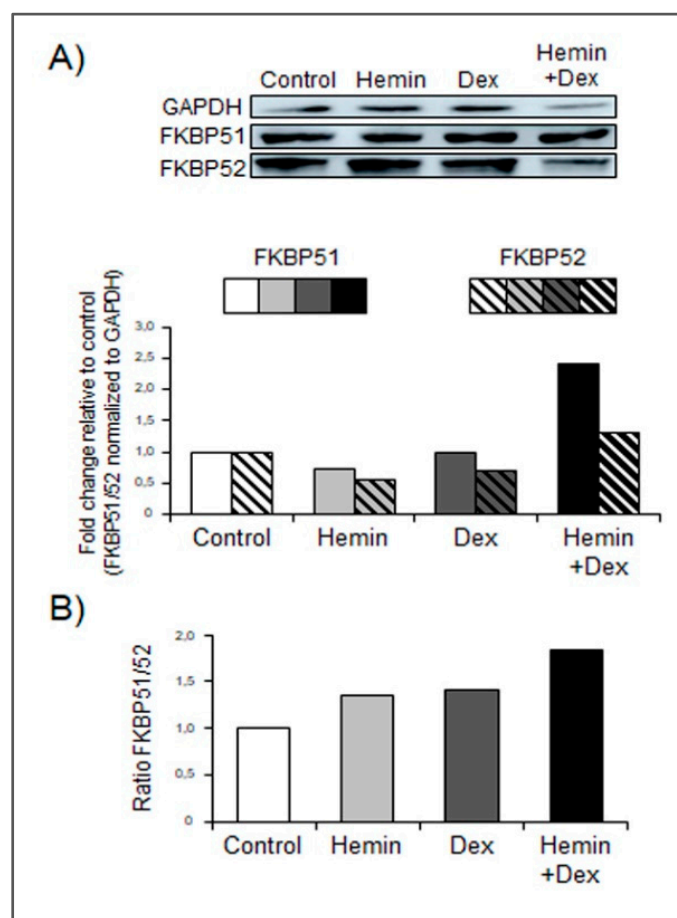 A)
Control Hemin Dex Hemin
+Dex
GAPDH
FKBP51
FKBP52
FKBP51 FKBP52
Fold change relative to control
(FKBP51/52 normalized to GAPDH)
3,0
2,5
2,0
1,5
1,0
0,5
0
Control Hemin Dex Hemin
+Dex
B)
Ratio FKBP51/52
2,0
1,5
1,0
0,5
0
Control Hemin Dex Hemin
+Dex